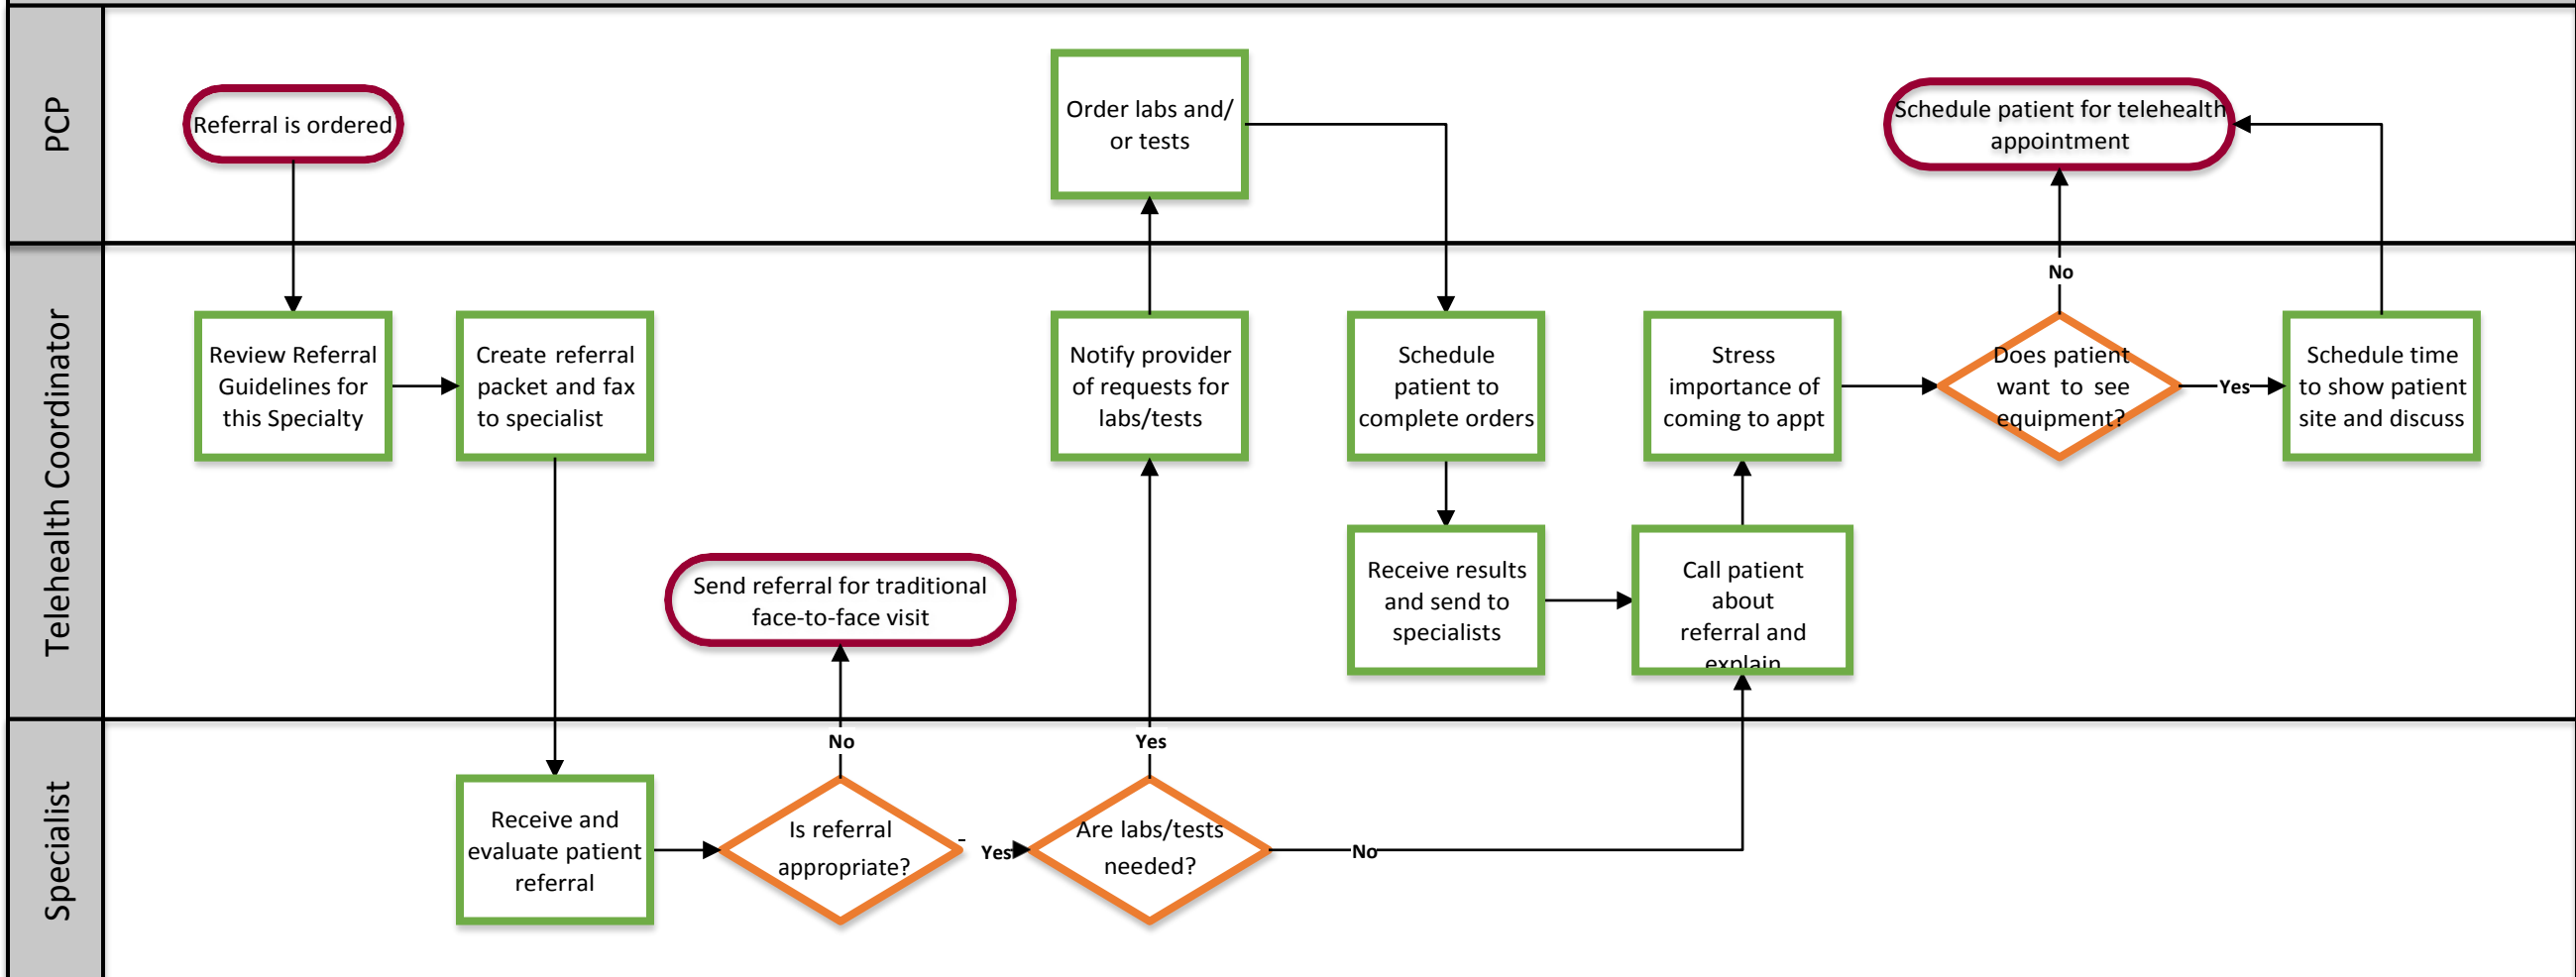 PCP
Referral is ordered
Order labs and/
or tests
Schedule patient for telehealth
appointment
Telehealth Coordinator
Review Referral
Guidelines for
this Specialty
Create referral
packet and fax
to specialist
Notify provider
of requests for
labs/tests
Schedule
patient to
complete orders
Stress
importance of
coming to appt
No
Does patient
want to see
equipment?
Yes
Schedule time
to show patient
site and discuss
Send referral for traditional
face-to-face visit
Receive results
and send to
specialists
Call patient
about
referral and
explain
Specialist
Receive and
evaluate patient
referral
No
Is referral
appropriate?
Yes
Yes
Are labs/tests
needed?
No